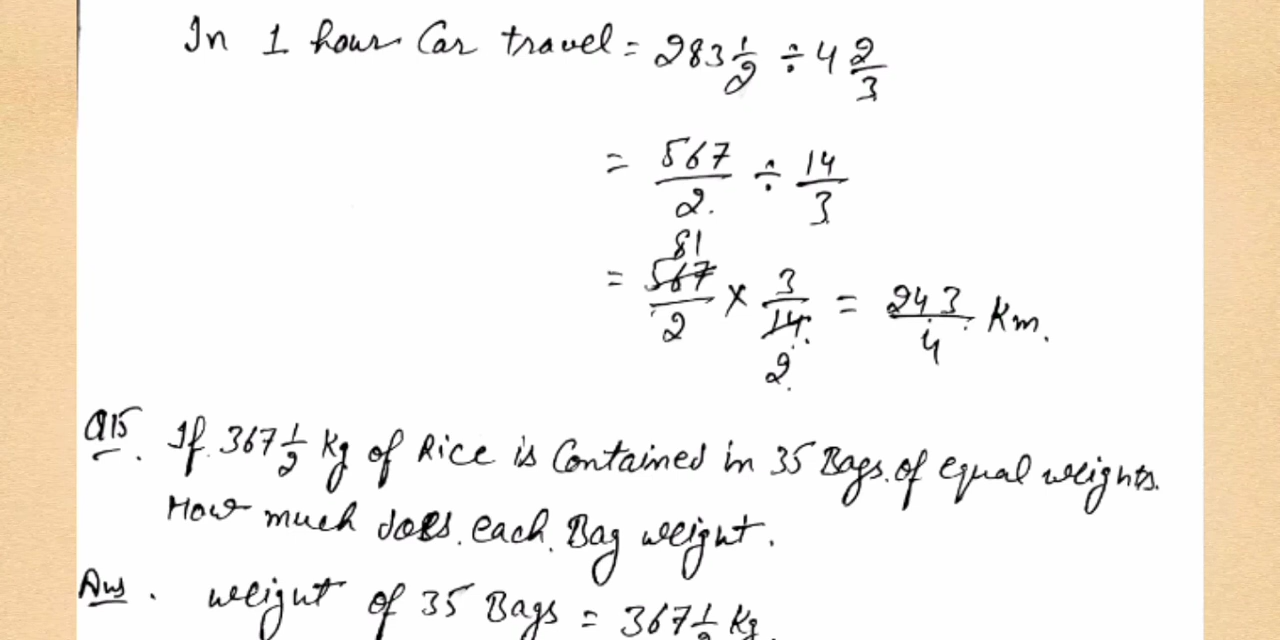 In 1 hour Car travel = 283 1/2 ÷ 4 2/3
= 567/2 ÷ 14/3
81
= 567/2 × 3/14 = 243/4 Km.
2
Q15. If 367 1/2 Kg of Rice is Contained in 35 Bags of equal weights.
How much does each Bag weight.
Ans. weight of 35 Bags = 367 1/2 Kg